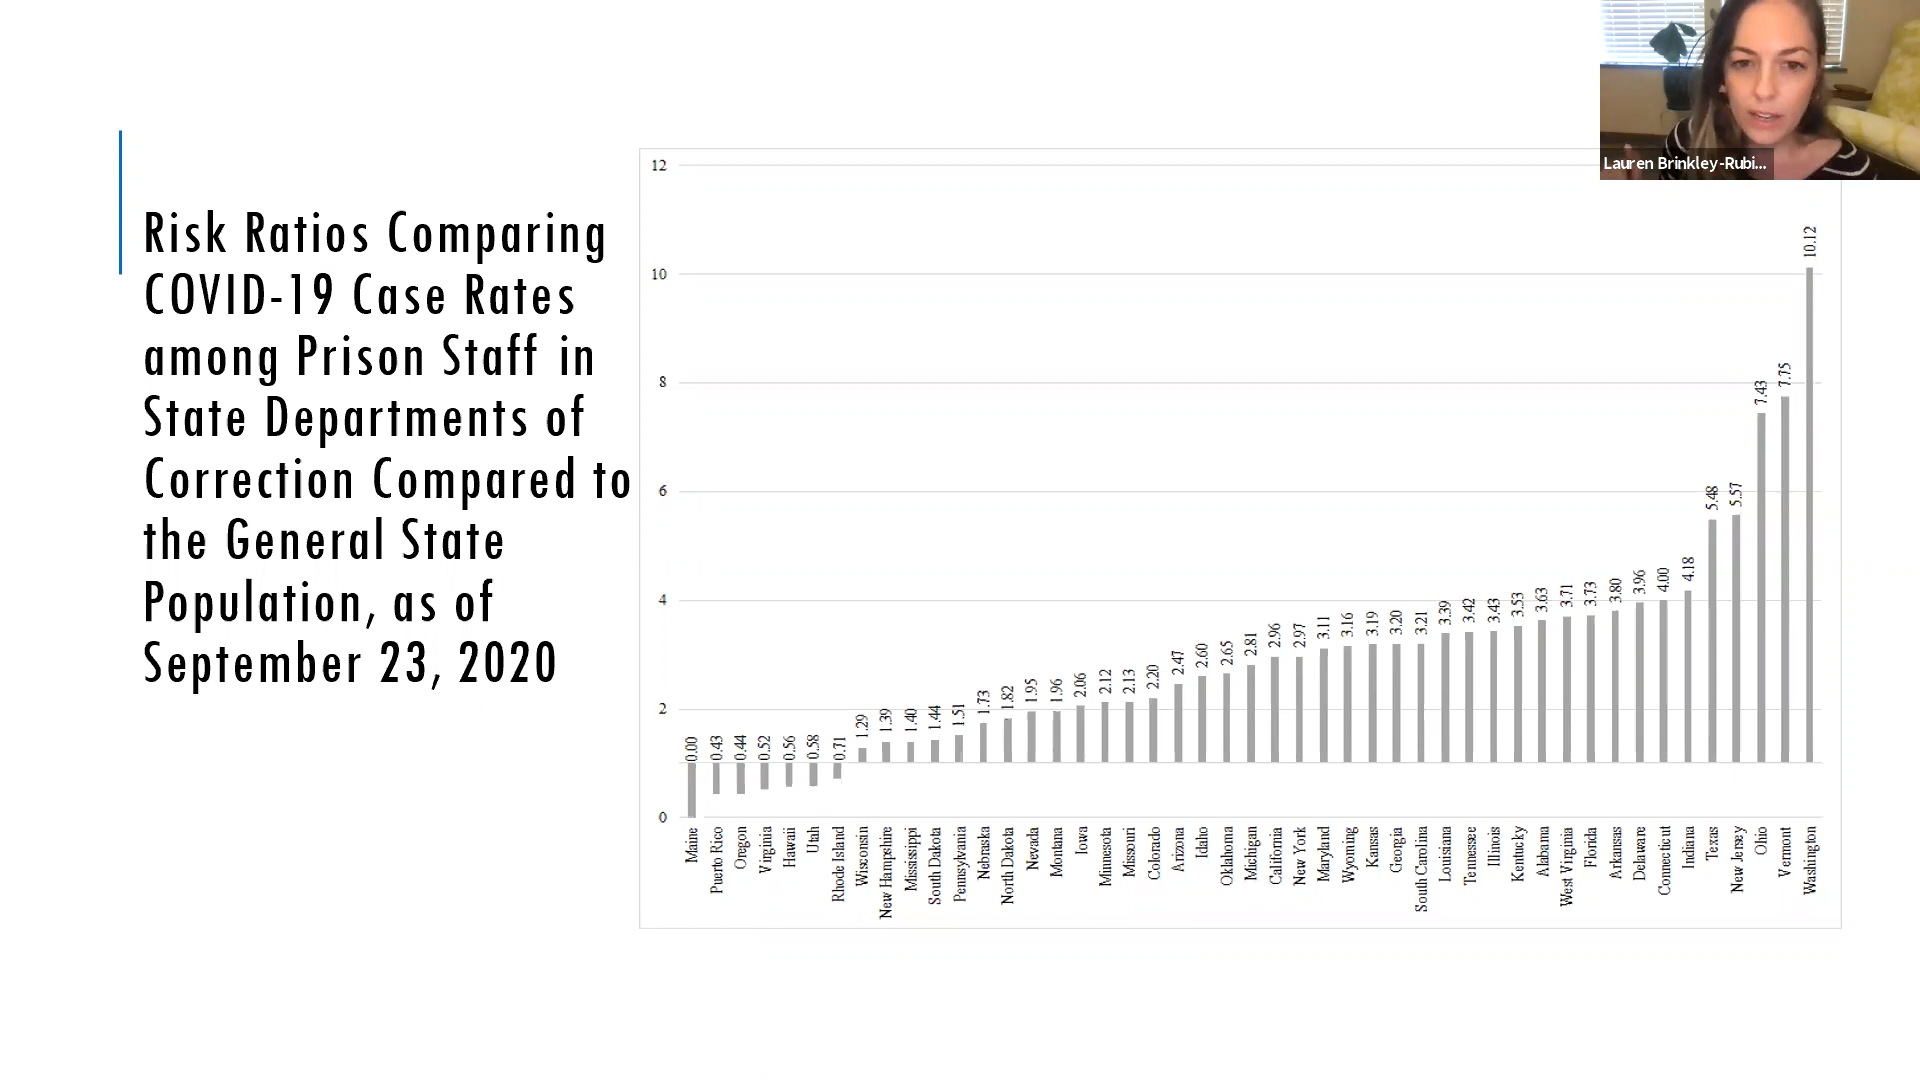 Risk Ratios Comparing
COVID-19 Case Rates
among Prison Staff in
State Departments of
Correction Compared to
the General State
Population, as of
September 23, 2020
Lauren Brinkley-Rubi...
12
10
8
6
4
2
0
0.00
0.43
0.44
0.52
0.56
0.58
0.71
1.29
1.39
1.40
1.44
1.51
1.73
1.82
1.95
1.96
2.06
2.12
2.13
2.20
2.47
2.60
2.65
2.81
2.96
2.97
3.11
3.16
3.19
3.20
3.21
3.39
3.42
3.43
3.53
3.63
3.71
3.73
3.80
3.96
4.00
4.18
5.48
5.57
7.43
7.75
10.12
Maine
Puerto Rico
Oregon
Virginia
Hawaii
Utah
Rhode Island
Wisconsin
New Hampshire
Mississippi
South Dakota
Pennsylvania
Nebraska
North Dakota
Nevada
Montana
Iowa
Minnesota
Missouri
Colorado
Arizona
Idaho
Oklahoma
Michigan
California
New York
Maryland
Wyoming
Kansas
Georgia
South Carolina
Louisiana
Tennessee
Illinois
Kentucky
Alabama
West Virginia
Florida
Arkansas
Delaware
Connecticut
Indiana
Texas
New Jersey
Ohio
Vermont
Washington